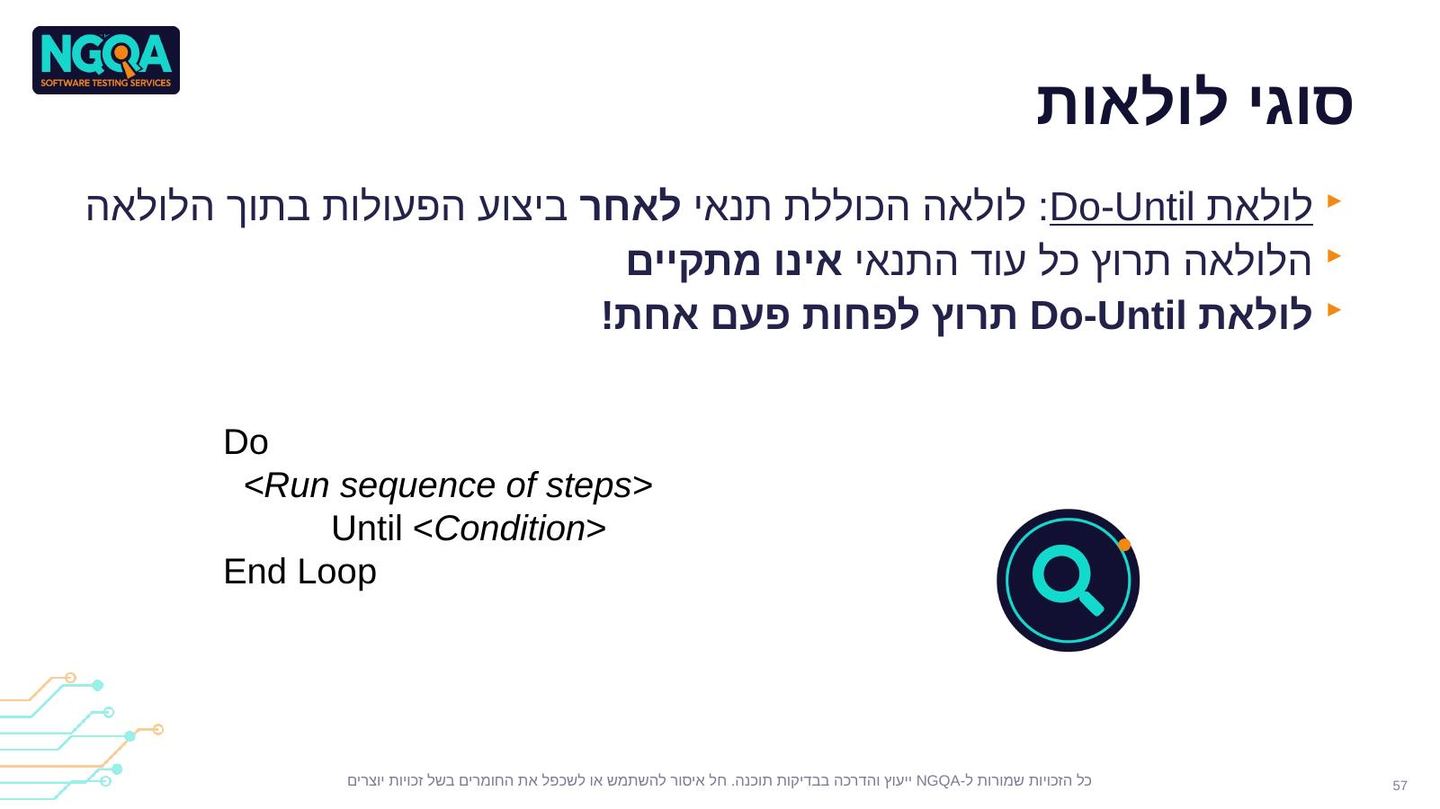 NGQA
SOFTWARE TESTING SERVICES
סוגי לולאות
לולאת Do-Until: לולאה הכוללת תנאי לאחר ביצוע הפעולות בתוך הלולאה
הלולאה תרוץ כל עוד התנאי אינו מתקיים
לולאת Do-Until תרוץ לפחות פעם אחת!
Do
<Run sequence of steps>
Until <Condition>
End Loop
כל הזכויות שמורות ל-NGQA ייעוץ והדרכה בבדיקות תוכנה. חל איסור להשתמש או לשכפל את החומרים בשל זכויות יוצרים
57